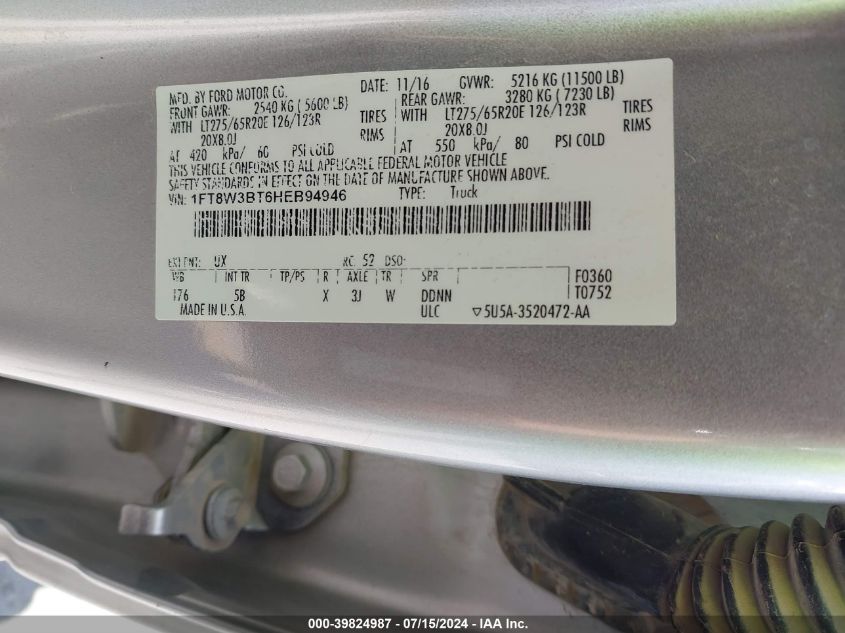 MFD. BY FORD MOTOR CO. DATE: 11/16 GVWR: 5216 KG (11500 LB)
FRONT GAWR: 2540 KG ( 5600 LB) REAR GAWR: 3280 KG ( 7230 LB)
WITH LT275/65R20E 126/123R TIRES WITH LT275/65R20E 126/123R TIRES
20X8.0J RIMS 20X8.0J RIMS
AT 420 kPa/ 60 PSI COLD AT 550 kPa/ 80 PSI COLD
THIS VEHICLE CONFORMS TO ALL APPLICABLE FEDERAL MOTOR VEHICLE
SAFETY STANDARDS IN EFFECT ON THE DATE OF MANUFACTURE SHOWN ABOVE.
VIN: 1FT8W3BT6HEB94946 TYPE: Truck
EXT PNT: UX RC: 52 DSO:
WB INT TR TP/PS R AXLE TR SPR F0360
176 5B X 3J W DDNN T0752
MADE IN U.S.A. ULC ▽5U5A-3520472-AA
000-39824987 - 07/15/2024 - IAA Inc.